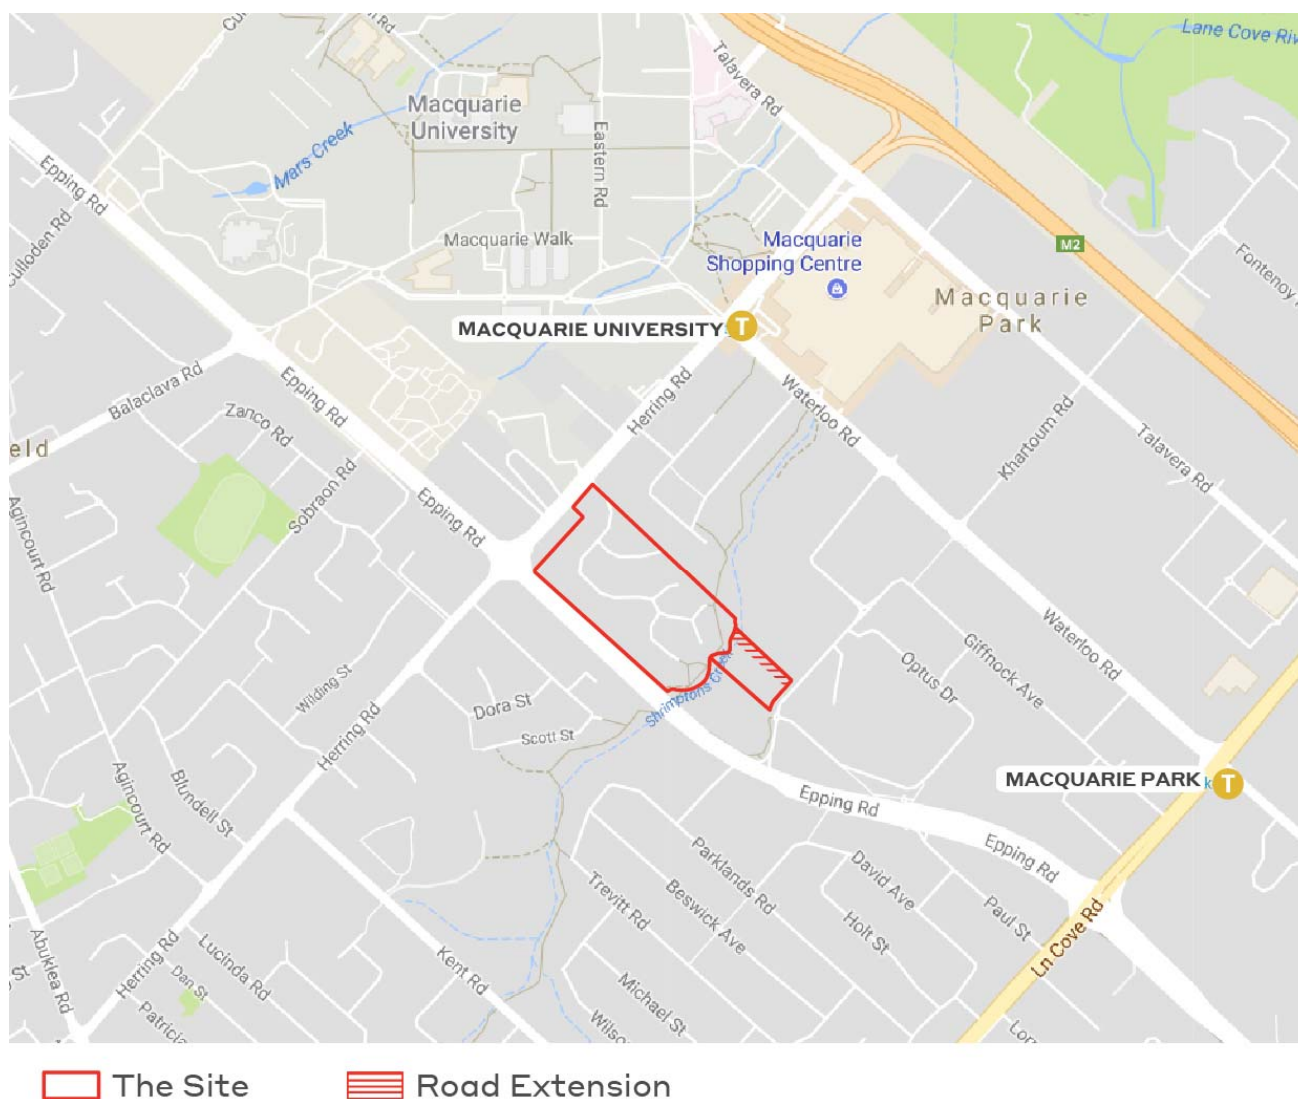 Lane Cove Riv
Talavera Rd
Macquarie
University
Eastern Rd
Mars Creek
Epping Rd
Culloden Rd
Macquarie Walk
Macquarie
Shopping Centre
M2
Fontenoy
Macquarie
Park
MACQUARIE UNIVERSITY T
Balaclava Rd
Epping Rd
Herring Rd
Waterloo Rd
Khartoum Rd
Talavera Rd
Zanco Rd
eld
Sobraon Rd
Epping Rd
Agincourt Rd
Waterloo Rd
Giffnock Ave
Optus Dr
Wilding St
Dora St
Scott St
Shrimptons Creek
Herring Rd
MACQUARIE PARK k T
Epping Rd
Agincourt Rd
Blundell St
Parklands Rd
David Ave
Epping Rd
Trevitt Rd
Beswick Ave
Holt St
Paul St
Ln Cove Rd
Abuklea Rd
Herring Rd
Lucinda Rd
Dan St
Kent Rd
Michael St
Patricia
Wilso
Lor
The Site
Road Extension